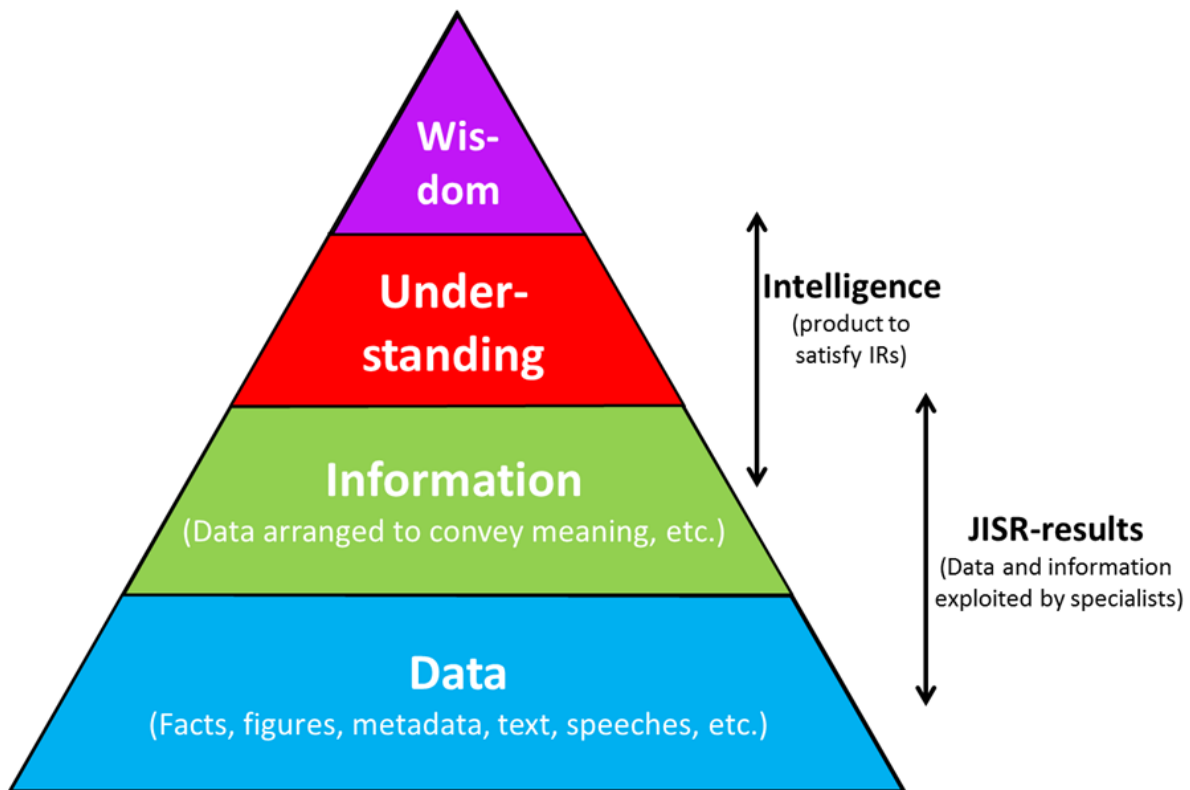 Wis-
dom
Under-
standing
Information
(Data arranged to convey meaning, etc.)
Data
(Facts, figures, metadata, text, speeches, etc.)
Intelligence
(product to
satisfy IRs)
JISR-results
(Data and information
exploited by specialists)